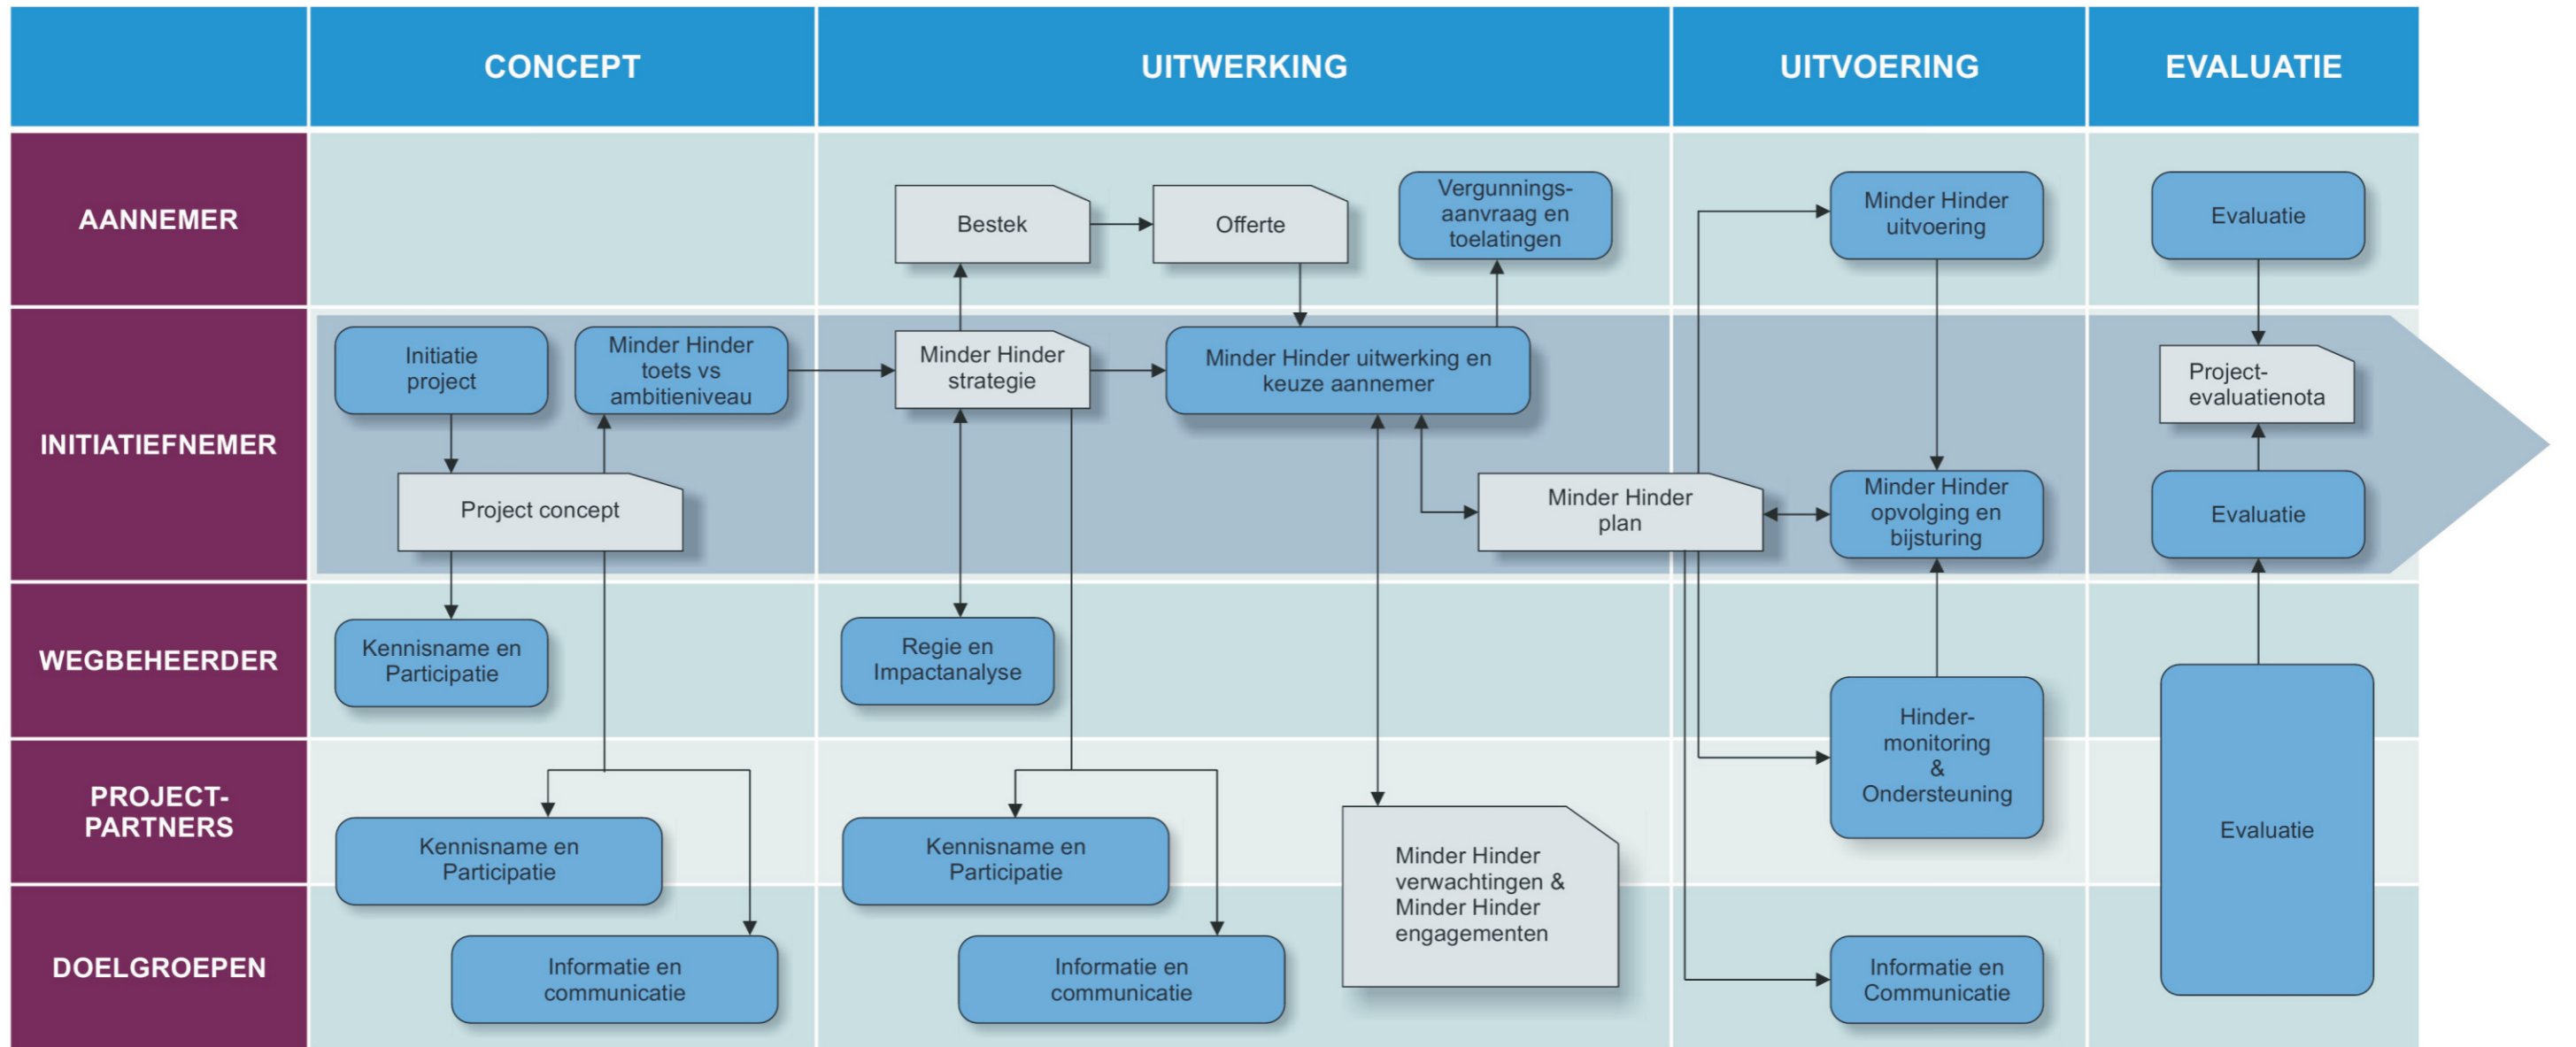 CONCEPT
UITWERKING
UITVOERING
EVALUATIE
AANNEMER
Bestek
Offerte
Vergunnings-
aanvraag en
toelatingen
Minder Hinder
uitvoering
Evaluatie
INITIATIEFNEMER
Initiatie
project
Minder Hinder
toets vs
ambitieniveau
Minder Hinder
strategie
Minder Hinder uitwerking en
keuze aannemer
Project-
evaluatienota
Project concept
Minder Hinder
plan
Minder Hinder
opvolging en
bijsturing
Evaluatie
WEGBEHEERDER
Kennisname en
Participatie
Regie en
Impactanalyse
Hinder-
monitoring
&
Ondersteuning
PROJECT-
PARTNERS
Kennisname en
Participatie
Kennisname en
Participatie
Minder Hinder
verwachtingen &
Minder Hinder
engagementen
Evaluatie
DOELGROEPEN
Informatie en
communicatie
Informatie en
communicatie
Informatie en
Communicatie